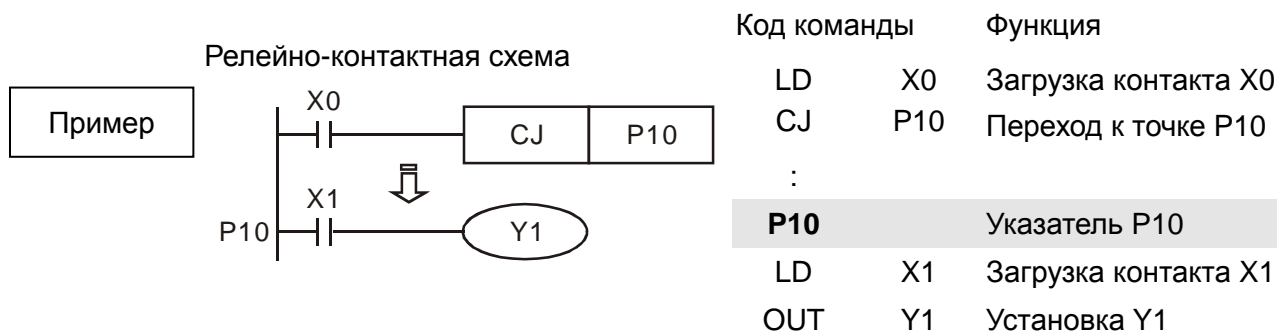 Релейно-контактная схема
Пример
X0
CJ P10
X1
P10
Y1
Код команды Функция
LD X0 Загрузка контакта X0
CJ P10 Переход к точке P10
:
P10 Указатель P10
LD X1 Загрузка контакта X1
OUT Y1 Установка Y1